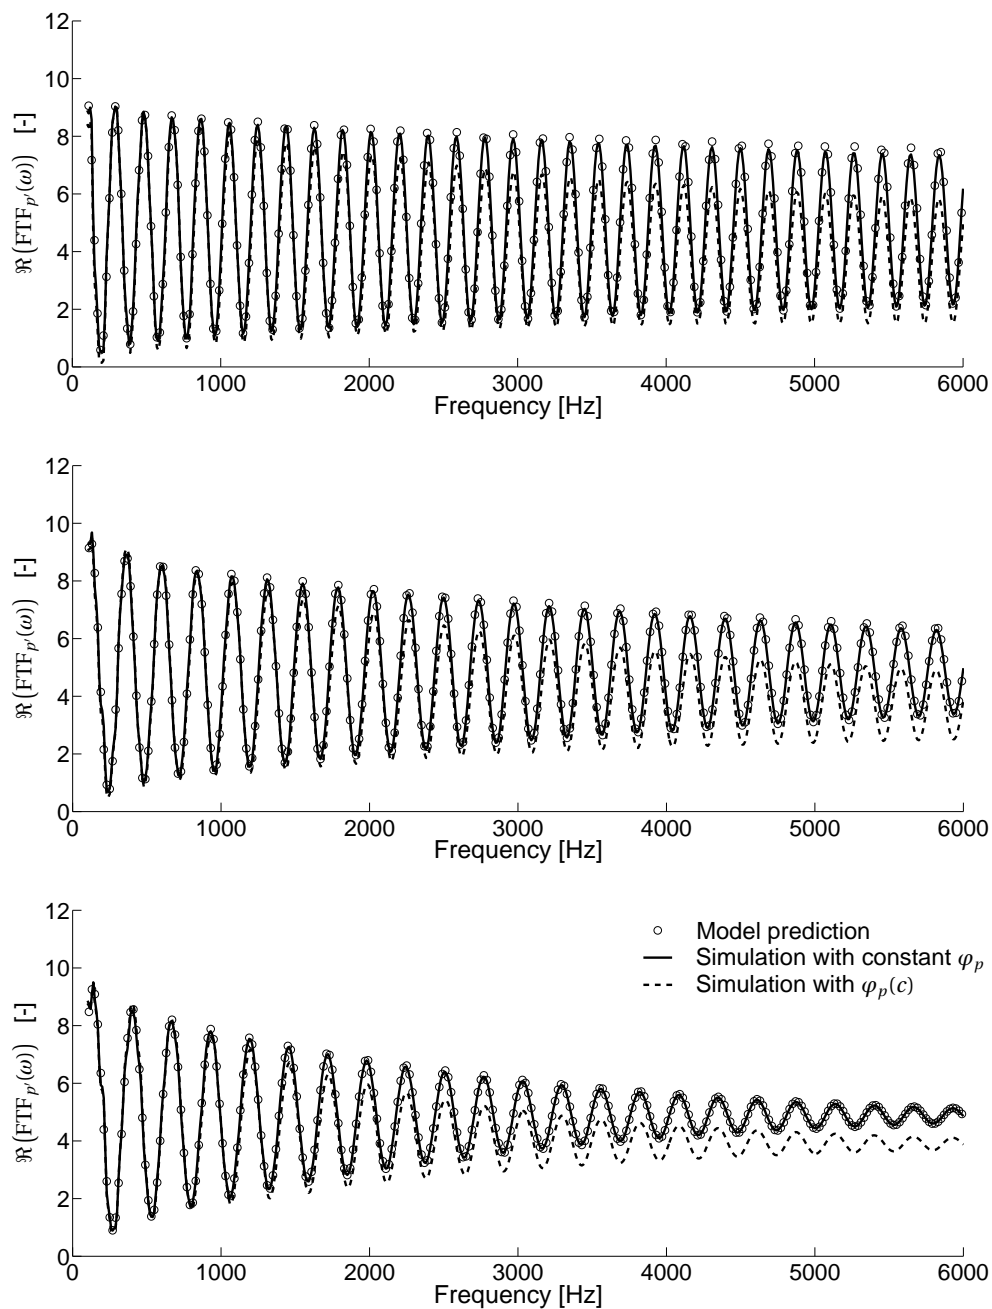 12
10
8
6
4
2
0
ℜ(FTF_p′(ω)) [-]
0 1000 2000 3000 4000 5000 6000
Frequency [Hz]
12
10
8
6
4
2
0
ℜ(FTF_p′(ω)) [-]
0 1000 2000 3000 4000 5000 6000
Frequency [Hz]
12
10
8
6
4
2
0
ℜ(FTF_p′(ω)) [-]
Model prediction
Simulation with constant φ_p
Simulation with φ_p(c)
0 1000 2000 3000 4000 5000 6000
Frequency [Hz]